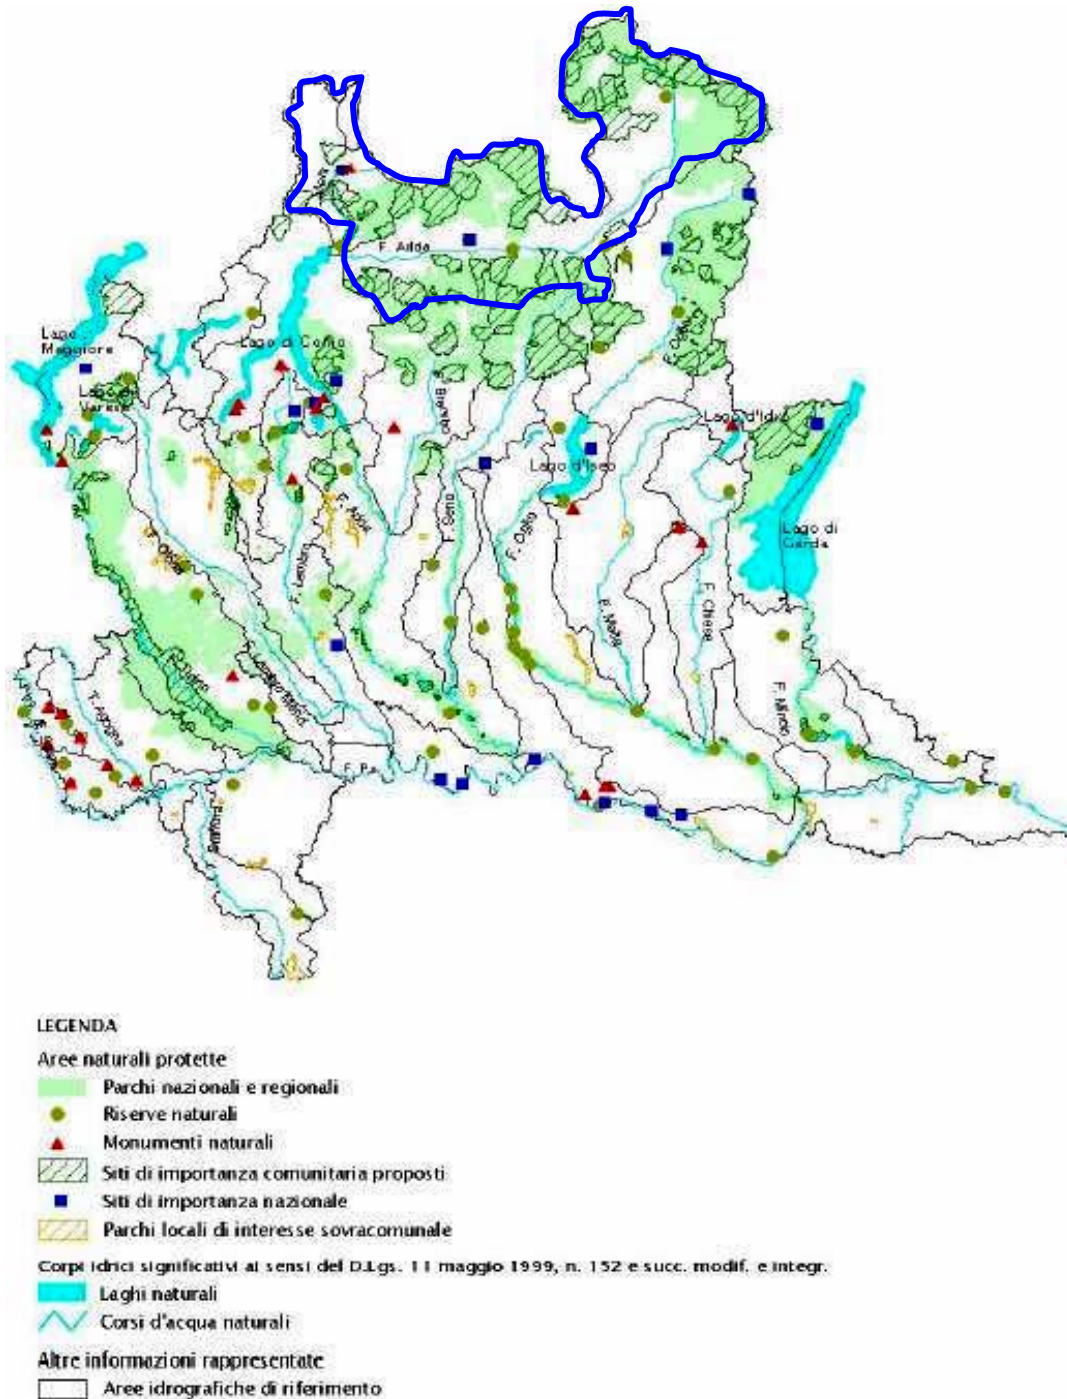 F. Adda
Lago
Maggiore
Lago di Como
Lago di
Varese
F. Oglio
Brembo
Lago d'Idro
Lago d'Iseo
F. Adda
F. Serio
F. Oglio
Lago di
Garda
F. Olona
F. Lambro
F. Mella
F. Chiese
F. Ticino
F. Mincio
T. Agogna
F. Po
LEGENDA
Aree naturali protette
Parchi nazionali e regionali
Riserve naturali
Monumenti naturali
Siti di importanza comunitaria proposti
Siti di importanza nazionale
Parchi locali di interesse sovracomunale
Corpi idrici significativi ai sensi del D.Lgs. 11 maggio 1999, n. 152 e succ. modif. e integr.
Laghi naturali
Corsi d'acqua naturali
Altre informazioni rappresentate
Aree idrografiche di riferimento